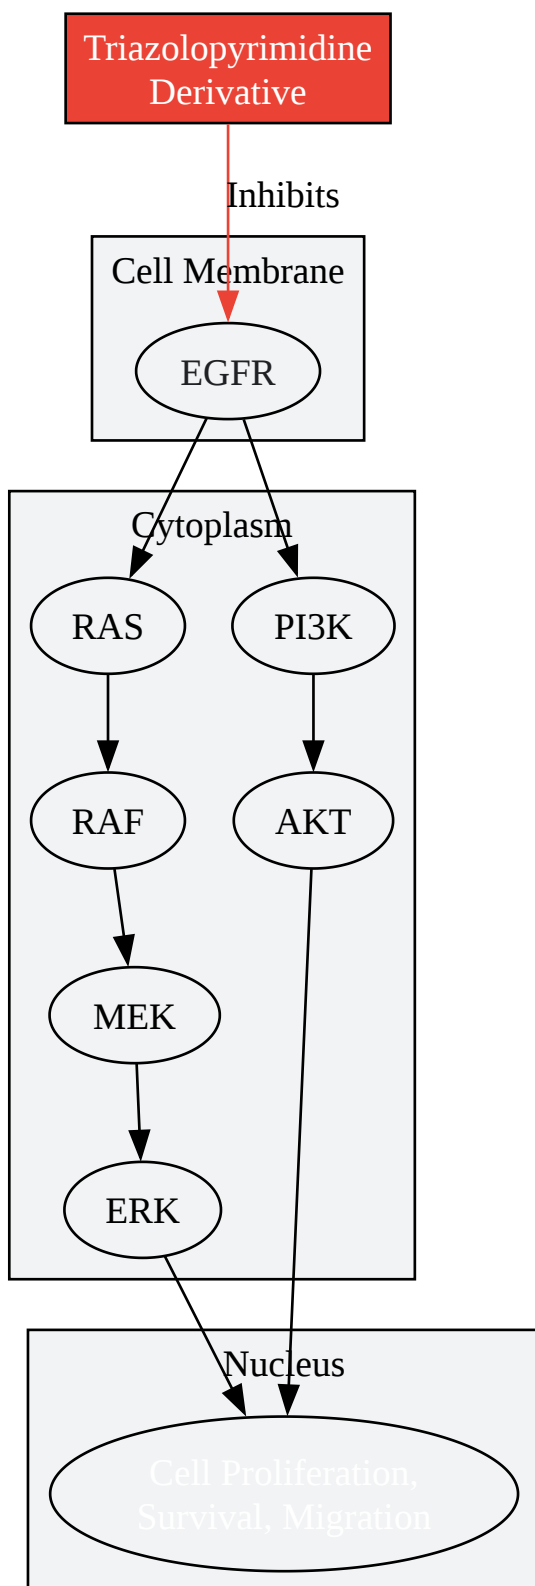 Triazolopyrimidine
Derivative
Inhibits
Cell Membrane
EGFR
Cytoplasm
RAS
PI3K
RAF
AKT
MEK
ERK
Nucleus
Cell Proliferation,
Survival, Migration